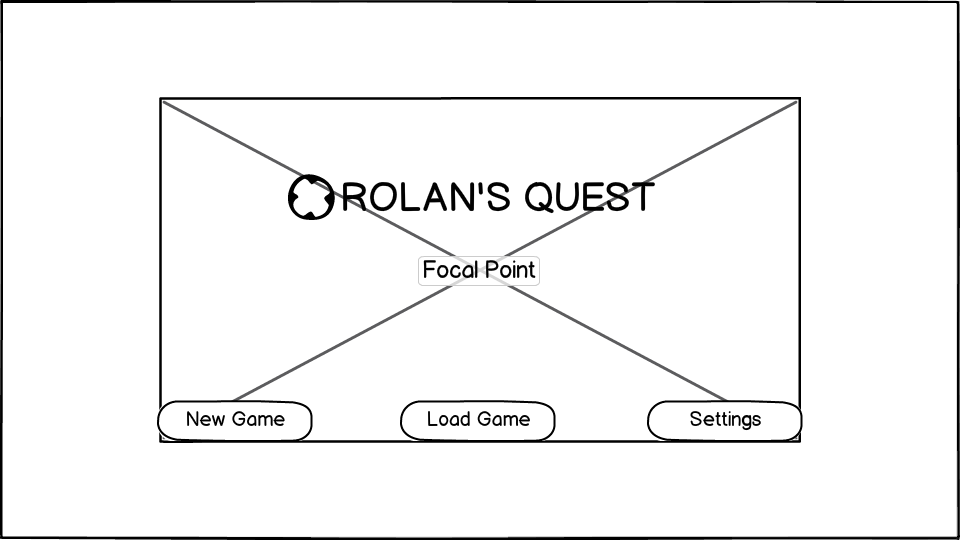 ROLAN'S QUEST
Focal Point
New Game
Load Game
Settings